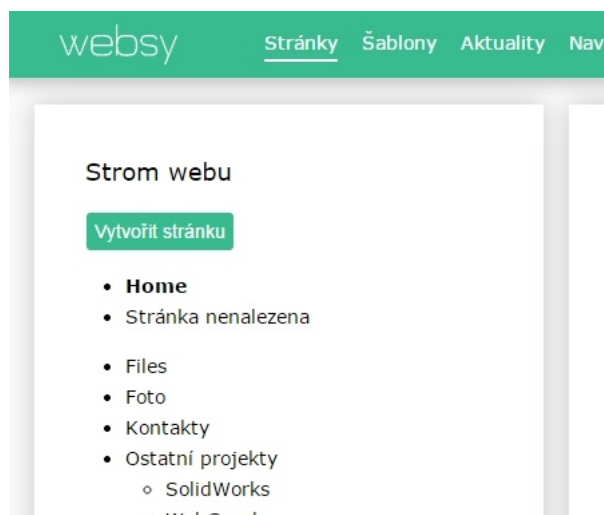 websy
Stránky Šablony Aktuality
Strom webu
Vytvořit stránku
Home
Stránka nenalezena
Files
Foto
Kontakty
Ostatní projekty
SolidWorks